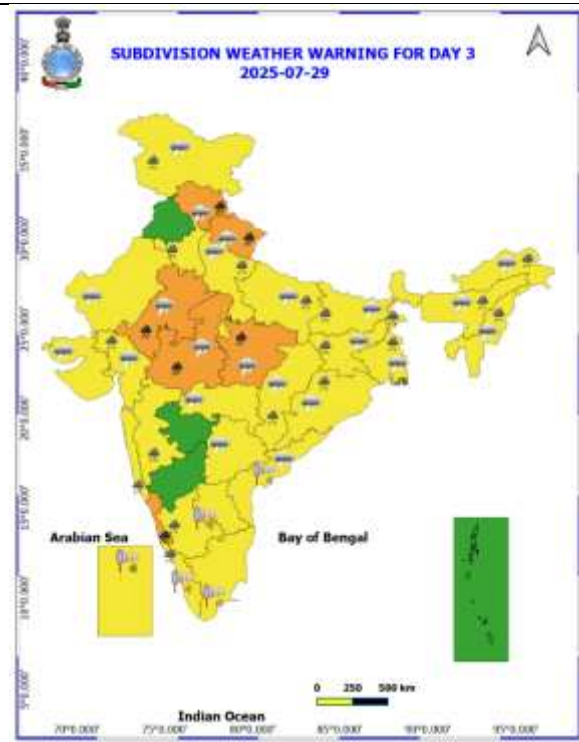 SUBDIVISION WEATHER WARNING FOR DAY 3
2025-07-29
Arabian Sea
Bay of Bengal
0 250 500 km
Indian Ocean
70°0.000' 75°0.000' 80°0.000' 85°0.000' 90°0.000' 95°0.000'